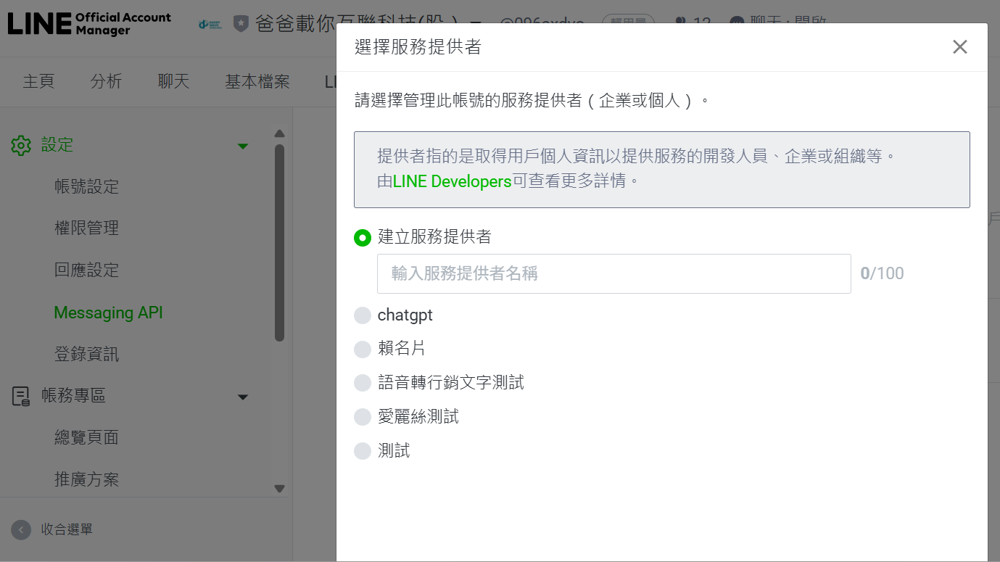 LINE Official Account Manager
爸爸載你互聯科技(股)
12
聊天 : 開啟
選擇服務提供者
主頁
分析
聊天
基本檔案
請選擇管理此帳號的服務提供者（企業或個人）。
提供者指的是取得用戶個人資訊以提供服務的開發人員、企業或組織等。
由LINE Developers可查看更多詳情。
設定
帳號設定
權限管理
回應設定
Messaging API
登錄資訊
帳務專區
總覽頁面
推廣方案
收合選單
建立服務提供者
輸入服務提供者名稱
0/100
chatgpt
賴名片
語音轉行銷文字測試
愛麗絲測試
測試